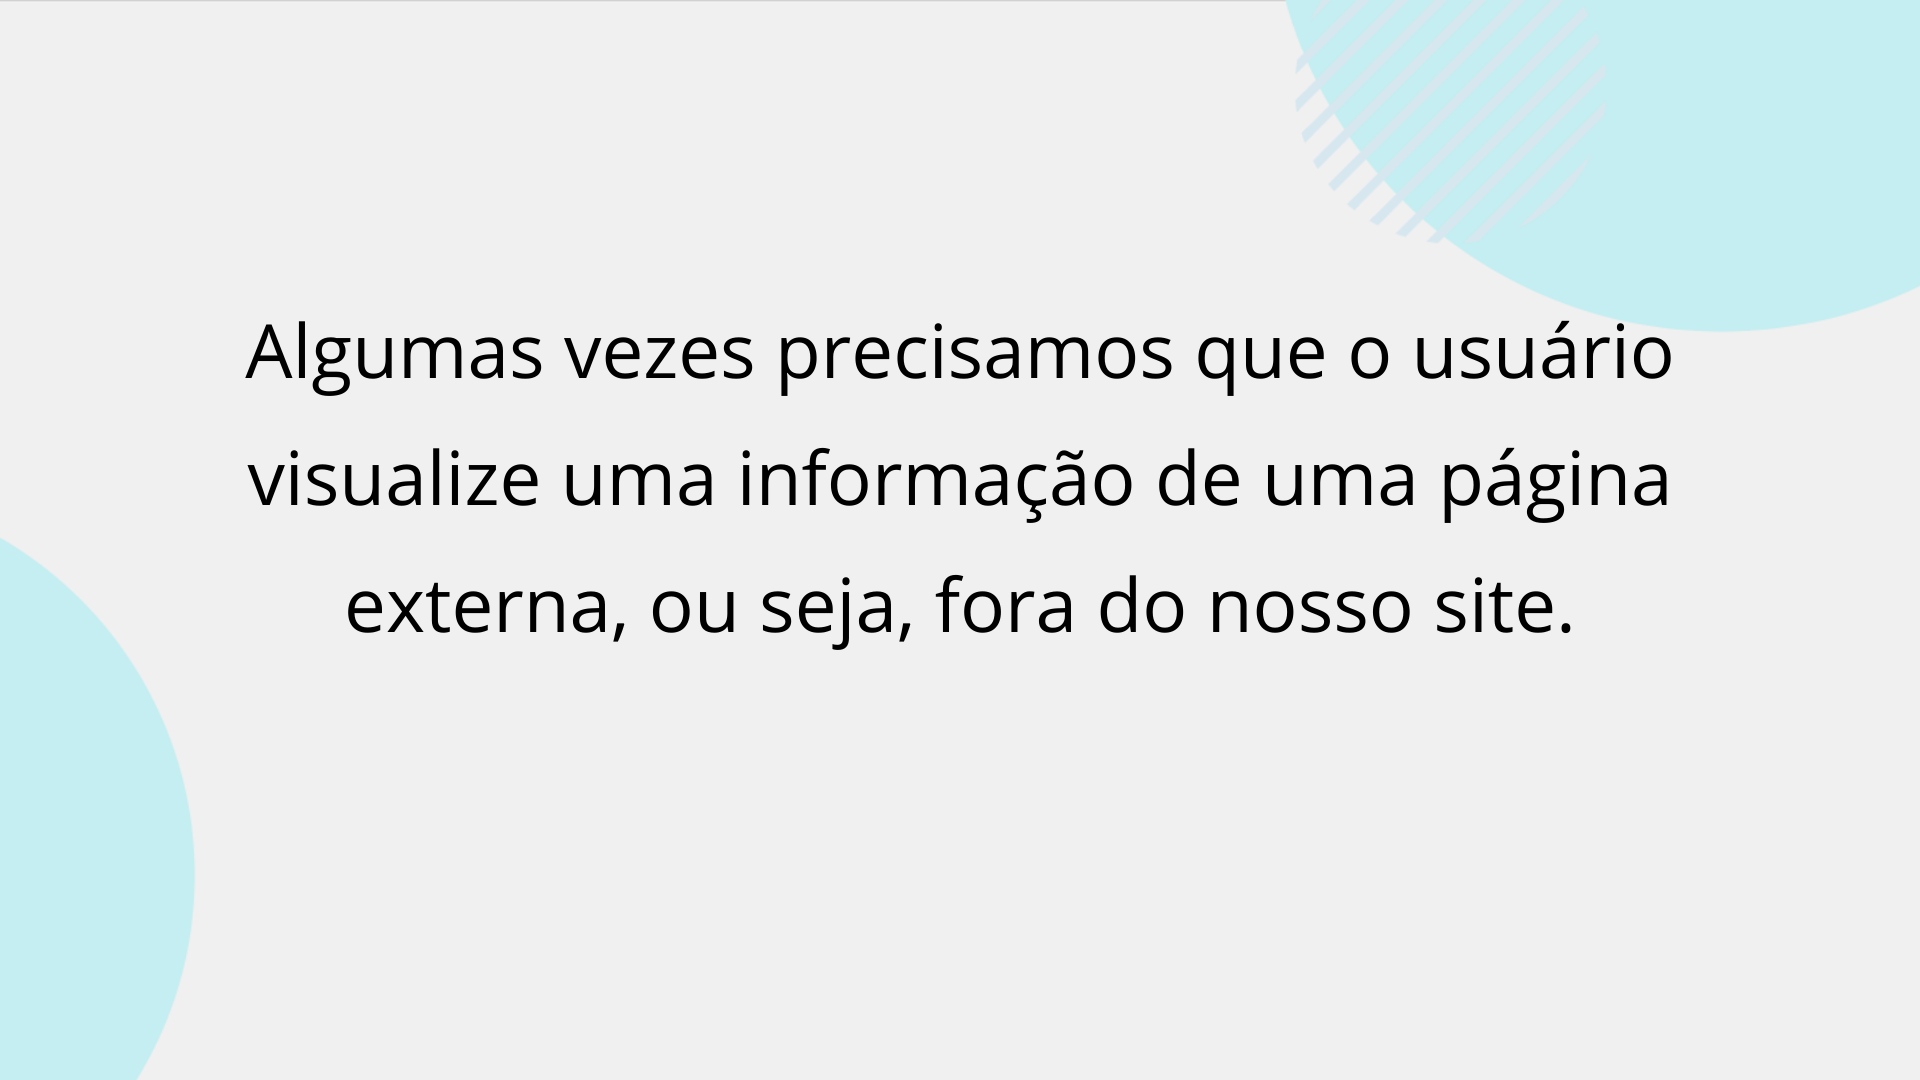 Algumas vezes precisamos que o usuário
visualize uma informação de uma página
externa, ou seja, fora do nosso site.